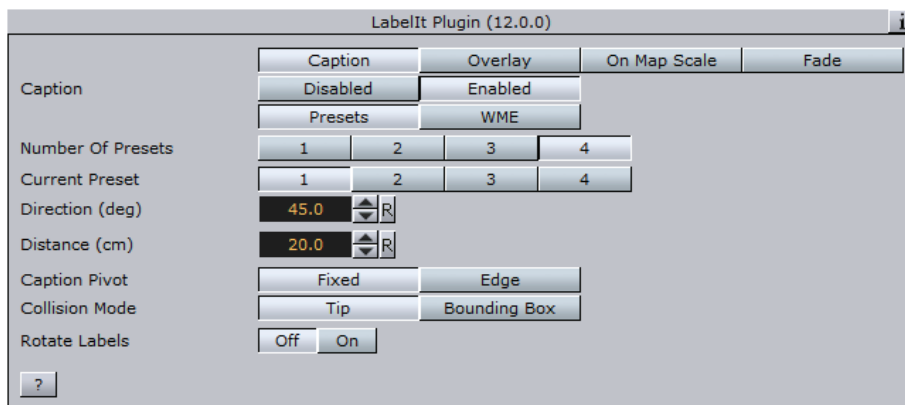 LabelIt Plugin (12.0.0) i
Caption Overlay On Map Scale Fade
Caption Disabled Enabled
Presets WME
Number Of Presets 1 2 3 4
Current Preset 1 2 3 4
Direction (deg) 45.0 R
Distance (cm) 20.0 R
Caption Pivot Fixed Edge
Collision Mode Tip Bounding Box
Rotate Labels Off On
?